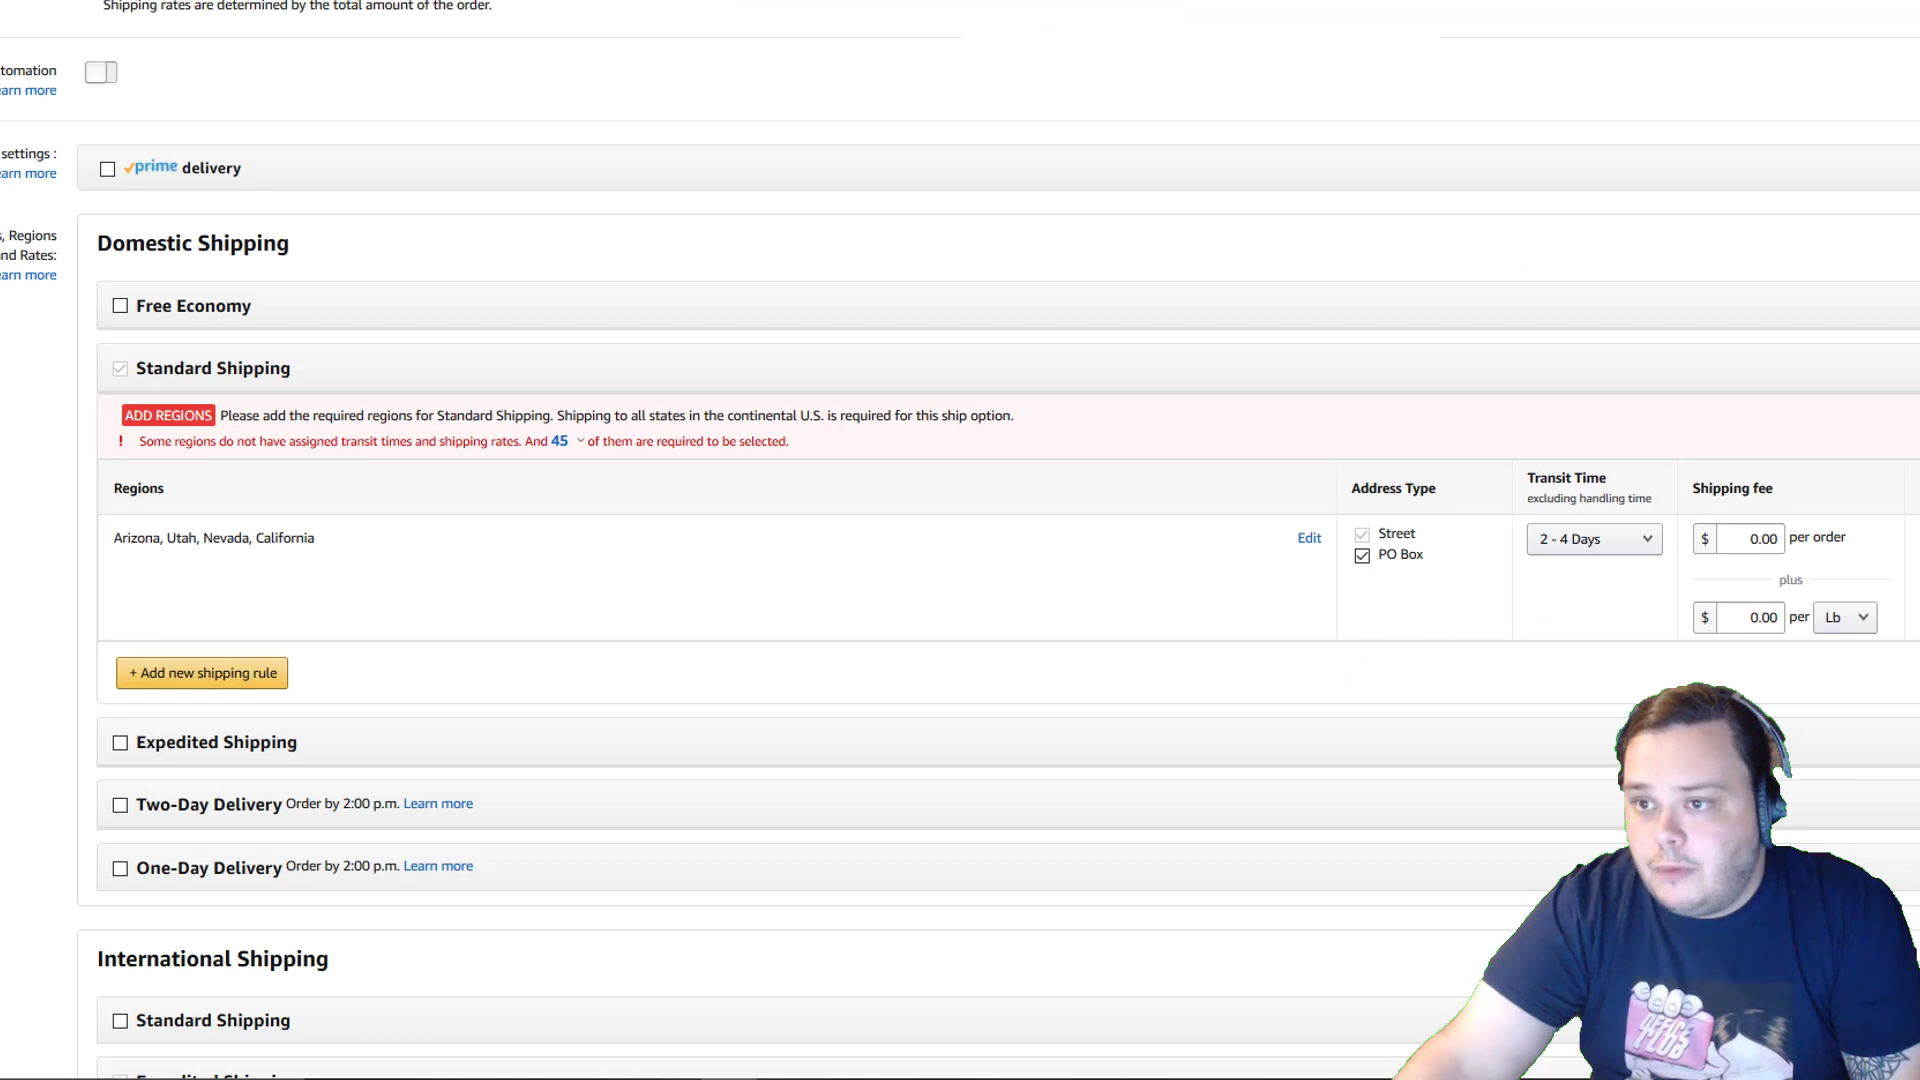 Shipping rates are determined by the total amount of the order.
tomation
earn more
settings :
earn more
prime delivery
s, Regions
nd Rates:
earn more
Domestic Shipping
Free Economy
Standard Shipping
ADD REGIONS Please add the required regions for Standard Shipping. Shipping to all states in the continental U.S. is required for this ship option.
! Some regions do not have assigned transit times and shipping rates. And 45 of them are required to be selected.
Regions
Address Type
Transit Time
excluding handling time
Shipping fee
Arizona, Utah, Nevada, California
Edit
Street
PO Box
2 - 4 Days
$ 0.00 per order
plus
$ 0.00 per Lb
+ Add new shipping rule
Expedited Shipping
Two-Day Delivery Order by 2:00 p.m. Learn more
One-Day Delivery Order by 2:00 p.m. Learn more
International Shipping
Standard Shipping